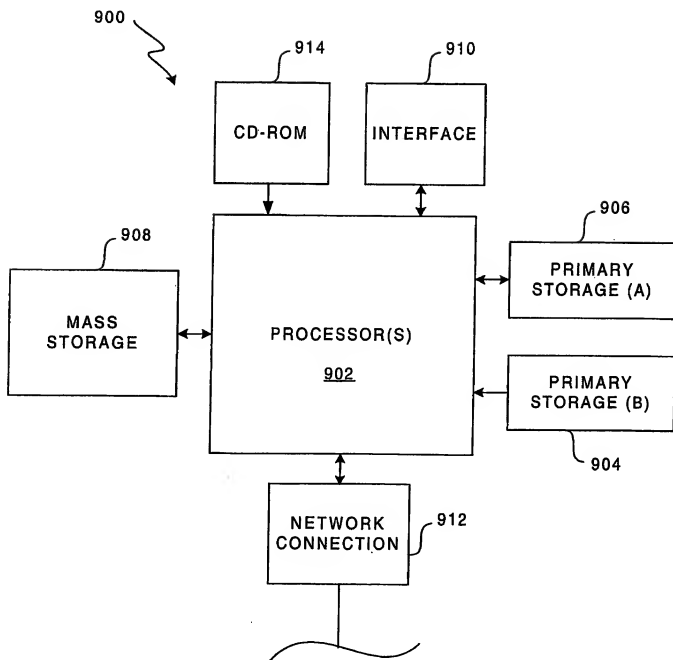 900
914
910
CD-ROM
INTERFACE
908
906
MASS
STORAGE
PRIMARY
STORAGE (A)
PROCESSOR(S)
902
PRIMARY
STORAGE (B)
904
NETWORK
CONNECTION
912